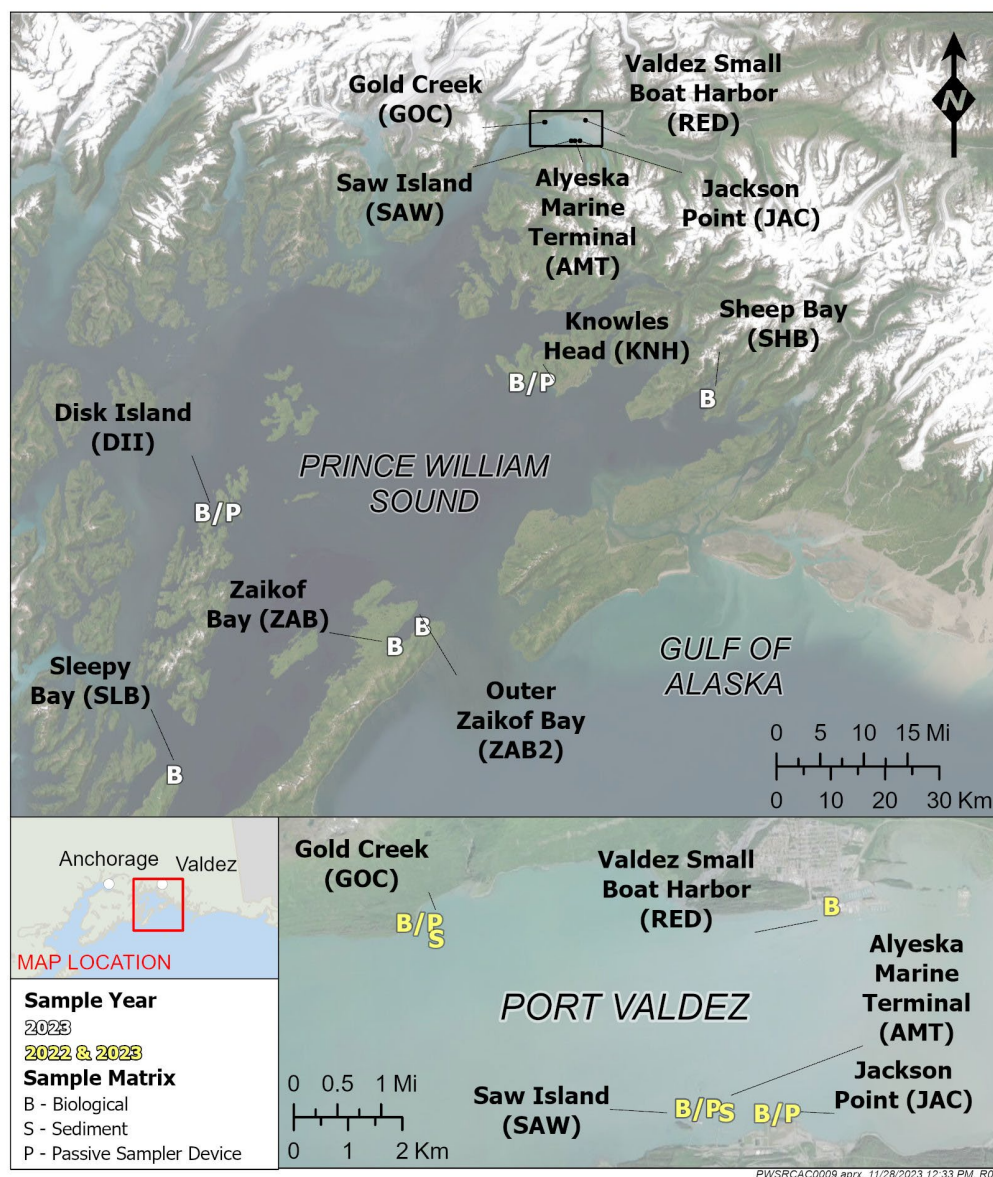 Gold Creek
(GOC)
Valdez Small
Boat Harbor
(RED)
N
Saw Island
(SAW)
Alyeska
Marine
Terminal
(AMT)
Jackson
Point (JAC)
Knowles
Head (KNH)
Sheep Bay
(SHB)
B/P
B
Disk Island
(DII)
B/P
PRINCE WILLIAM
SOUND
Zaikof
Bay (ZAB)
B
B
Sleepy
Bay (SLB)
B
Outer
Zaikof Bay
(ZAB2)
GULF OF
ALASKA
0 5 10 15 Mi
0 10 20 30 Km
Anchorage Valdez
MAP LOCATION
Sample Year
2023
2022 & 2023
Sample Matrix
B - Biological
S - Sediment
P - Passive Sampler Device
Gold Creek
(GOC)
B/P
S
Valdez Small
Boat Harbor
(RED)
B
PORT VALDEZ
Alyeska
Marine
Terminal
(AMT)
Jackson
Point (JAC)
Saw Island
(SAW)
B/P S B/P
0 0.5 1 Mi
0 1 2 Km
PWSRCAC0009.aprx, 11/28/2023 12:33 PM, R0